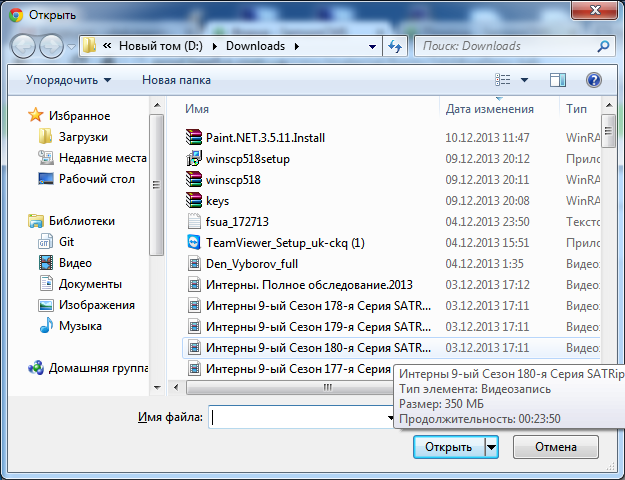 Открыть
Новый том (D:) Downloads
Поиск: Downloads
Упорядочить Новая папка
Избранное
Загрузки
Недавние места
Рабочий стол
Библиотеки
Git
Видео
Документы
Изображения
Музыка
Домашняя группа
Имя Дата изменения Тип
Paint.NET.3.5.11.Install 10.12.2013 11:47 WinRA
winscp518setup 09.12.2013 20:12 Прило
winscp518 09.12.2013 20:11 WinRA
keys 09.12.2013 20:08 WinRA
fsua_172713 04.12.2013 23:50 Тексто
TeamViewer_Setup_uk-ckq (1) 04.12.2013 15:51 Прило
Den_Vyborov_full 04.12.2013 1:35 Видео
Интерны. Полное обследование.2013 03.12.2013 17:12 Видео
Интерны 9-ый Сезон 178-я Серия SATR... 03.12.2013 17:11 Видео
Интерны 9-ый Сезон 179-я Серия SATR... 03.12.2013 17:11 Видео
Интерны 9-ый Сезон 180-я Серия SATR... 03.12.2013 17:11 Видео
Интерны 9-ый Сезон 177-я Серия
Интерны 9-ый Сезон 180-я Серия SATRip
Тип элемента: Видеозапись
Размер: 350 МБ
Продолжительность: 00:23:50
Имя файла:
Открыть Отмена